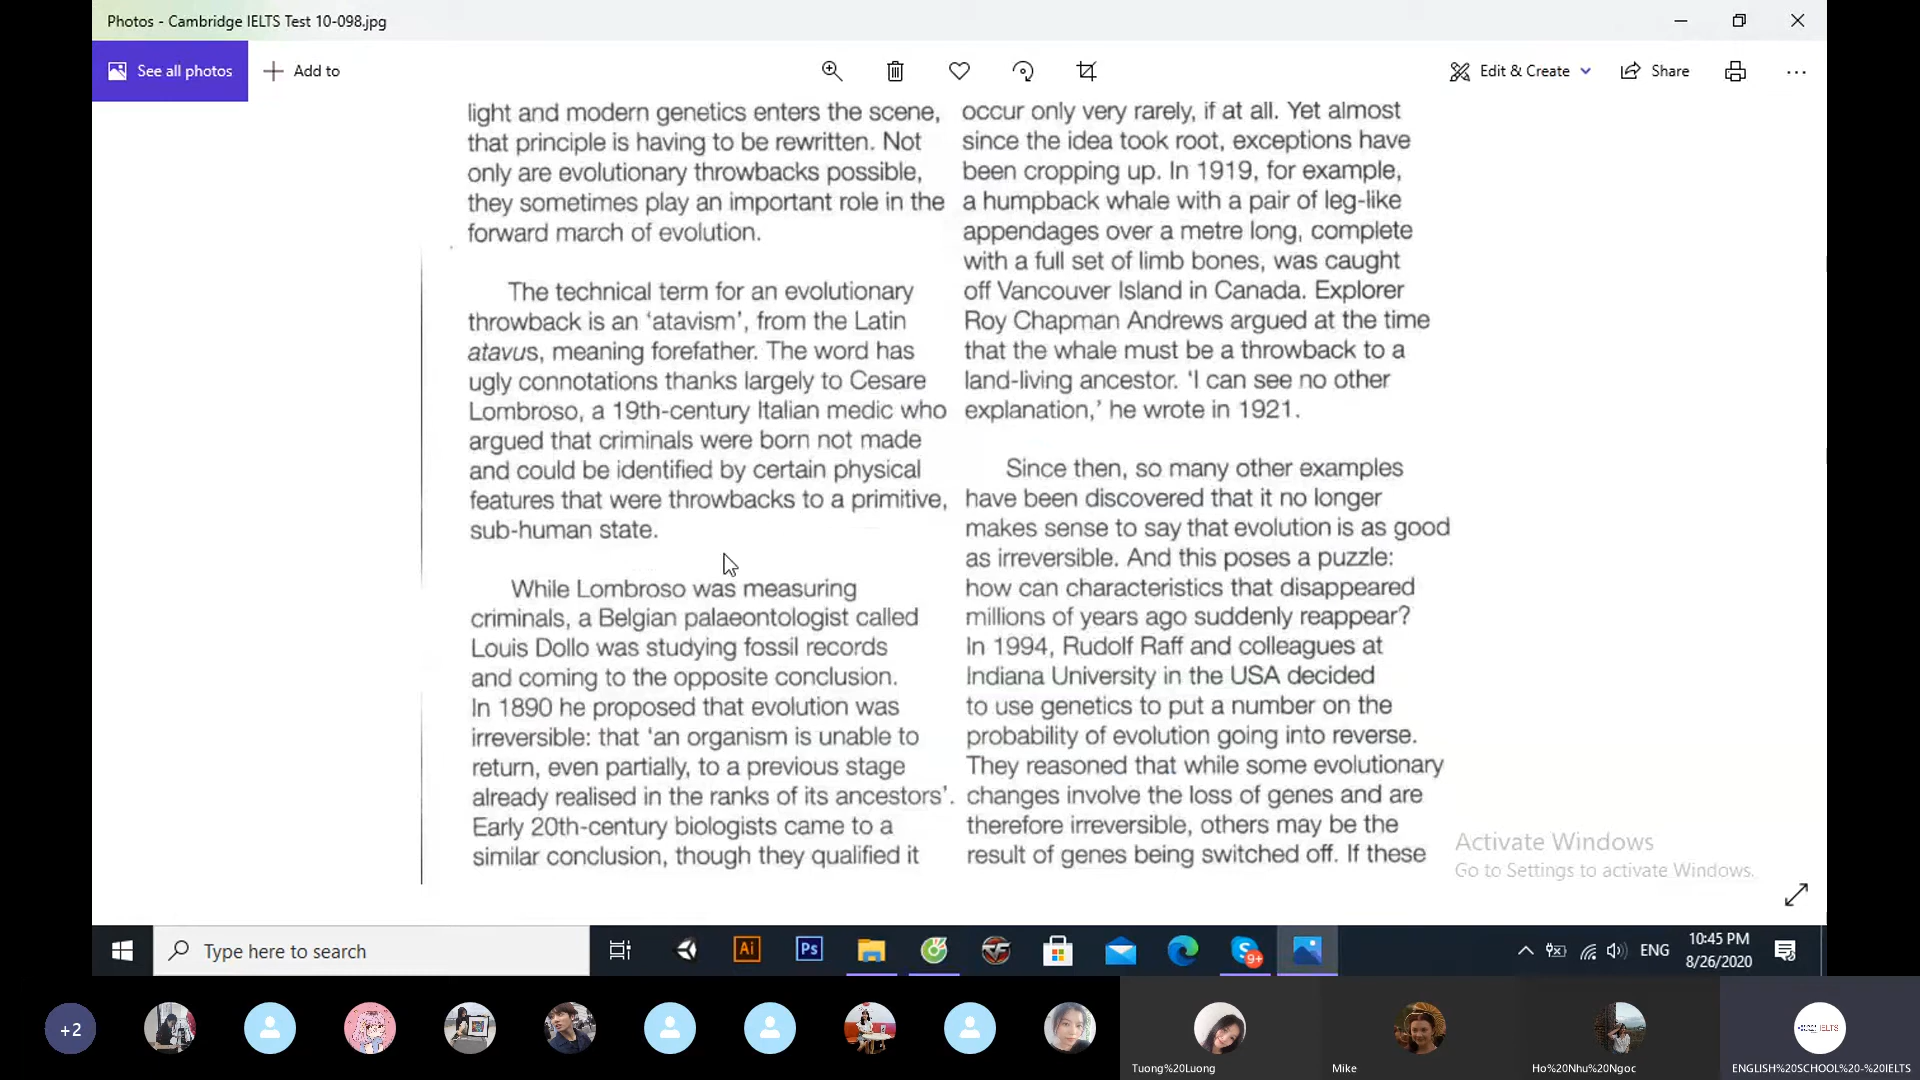 Photos - Cambridge IELTS Test 10-098.jpg
See all photos
Add to
Edit & Create
Share
light and modern genetics enters the scene,
that principle is having to be rewritten. Not
only are evolutionary throwbacks possible,
they sometimes play an important role in the
forward march of evolution.
The technical term for an evolutionary
throwback is an ‘atavism’, from the Latin
atavus, meaning forefather. The word has
ugly connotations thanks largely to Cesare
Lombroso, a 19th-century Italian medic who
argued that criminals were born not made
and could be identified by certain physical
features that were throwbacks to a primitive,
sub-human state.
While Lombroso was measuring
criminals, a Belgian palaeontologist called
Louis Dollo was studying fossil records
and coming to the opposite conclusion.
In 1890 he proposed that evolution was
irreversible: that ‘an organism is unable to
return, even partially, to a previous stage
already realised in the ranks of its ancestors’.
Early 20th-century biologists came to a
similar conclusion, though they qualified it
occur only very rarely, if at all. Yet almost
since the idea took root, exceptions have
been cropping up. In 1919, for example,
a humpback whale with a pair of leg-like
appendages over a metre long, complete
with a full set of limb bones, was caught
off Vancouver Island in Canada. Explorer
Roy Chapman Andrews argued at the time
that the whale must be a throwback to a
land-living ancestor. ‘I can see no other
explanation,’ he wrote in 1921.
Since then, so many other examples
have been discovered that it no longer
makes sense to say that evolution is as good
as irreversible. And this poses a puzzle:
how can characteristics that disappeared
millions of years ago suddenly reappear?
In 1994, Rudolf Raff and colleagues at
Indiana University in the USA decided
to use genetics to put a number on the
probability of evolution going into reverse.
They reasoned that while some evolutionary
changes involve the loss of genes and are
therefore irreversible, others may be the
result of genes being switched off. If these
Activate Windows
Go to Settings to activate Windows.
Type here to search
Ai
Ps
S
9+
ENG
10:45 PM
8/26/2020
+2
Tuong%20Luong
Mike
Ho%20Nhu%20Ngoc
IELTS
ENGLISH%20SCHOOL%20-%20IELTS